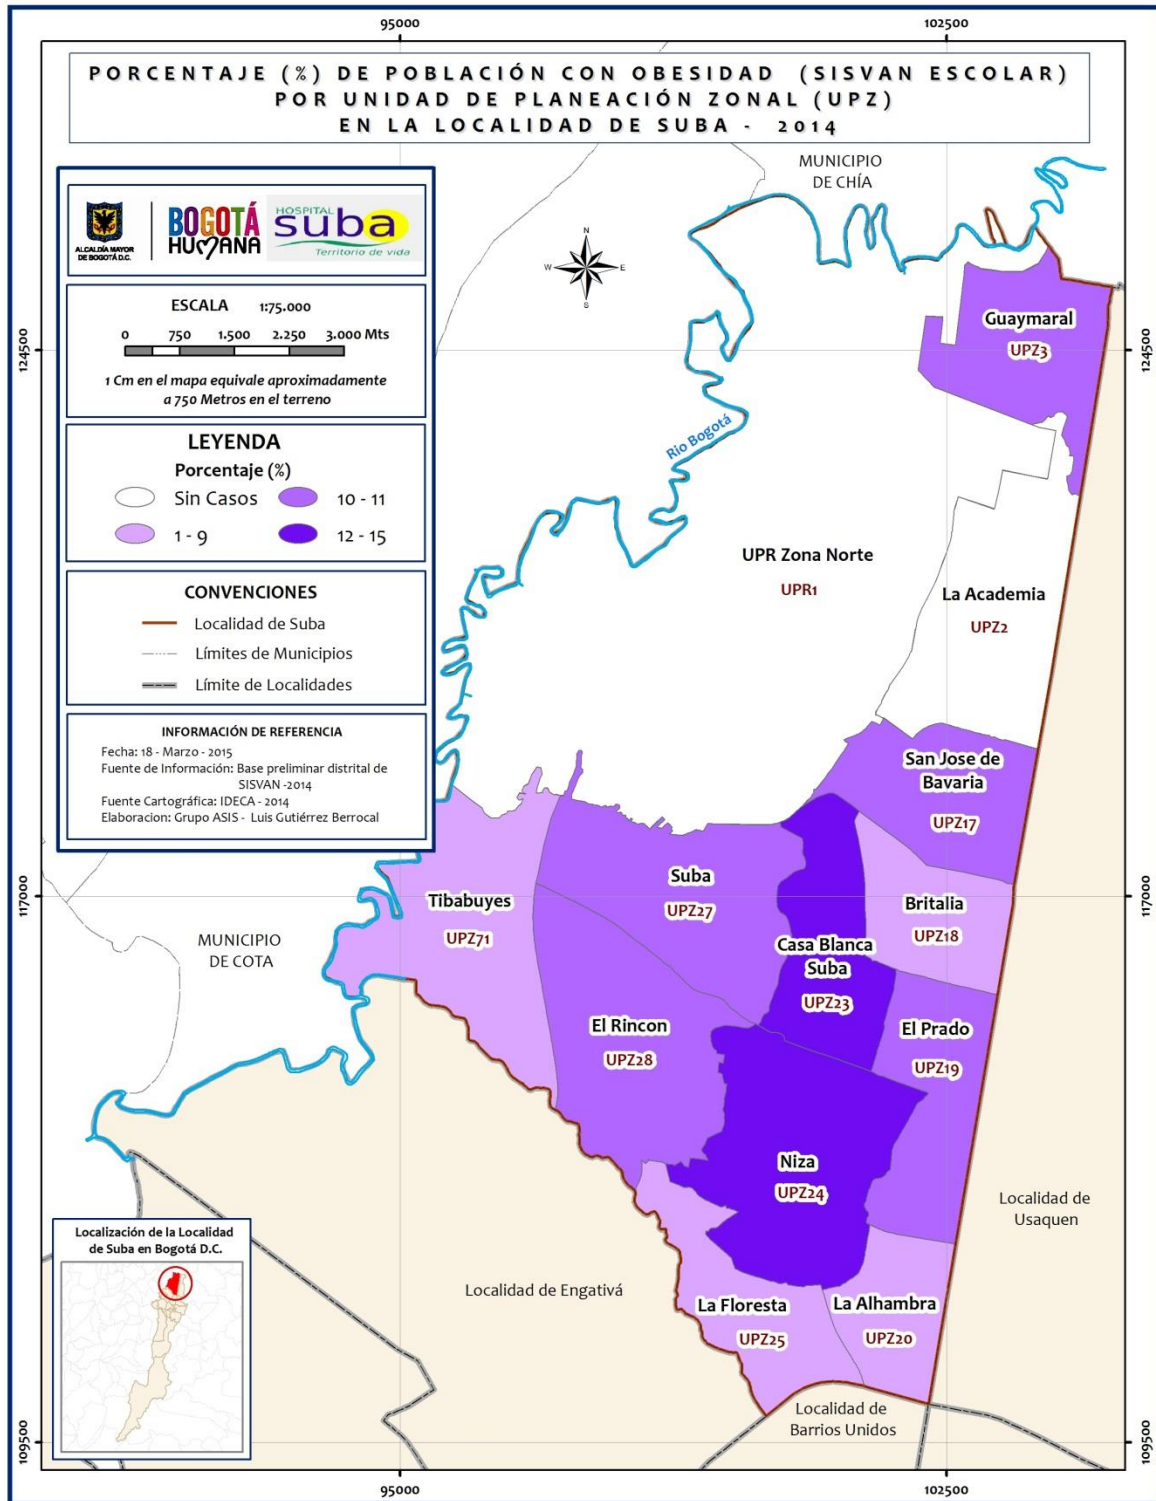 95000
102500
PORCENTAJE (%) DE POBLACIÓN CON OBESIDAD (SISVAN ESCOLAR)
POR UNIDAD DE PLANEACIÓN ZONAL (UPZ)
EN LA LOCALIDAD DE SUBA - 2014
ALCALDÍA MAYOR
DE BOGOTÁ D.C.
BOGOTÁ
HUMANA
HOSPITAL
suba
Territorio de vida
ESCALA 1:75.000
0 750 1.500 2.250 3.000 Mts
1 Cm en el mapa equivale aproximadamente
a 750 Metros en el terreno
LEYENDA
Porcentaje (%)
Sin Casos
10 - 11
1 - 9
12 - 15
CONVENCIONES
Localidad de Suba
Límites de Municipios
Límite de Localidades
INFORMACIÓN DE REFERENCIA
Fecha: 18 - Marzo - 2015
Fuente de Información: Base preliminar distrital de
SISVAN -2014
Fuente Cartográfica: IDECA - 2014
Elaboracion: Grupo ASIS - Luis Gutiérrez Berrocal
N
W
E
S
MUNICIPIO
DE CHÍA
Guaymaral
UPZ3
124500
124500
Rio Bogotá
UPR Zona Norte
UPR1
La Academia
UPZ2
San Jose de
Bavaria
UPZ17
Suba
UPZ27
Tibabuyes
UPZ71
Britalia
UPZ18
117000
117000
MUNICIPIO
DE COTA
Casa Blanca
Suba
UPZ23
El Rincon
UPZ28
El Prado
UPZ19
Niza
UPZ24
Localidad de
Usaquen
Localización de la Localidad
de Suba en Bogotá D.C.
Localidad de Engativá
La Floresta
UPZ25
La Alhambra
UPZ20
Localidad de
Barrios Unidos
109500
109500
95000
102500